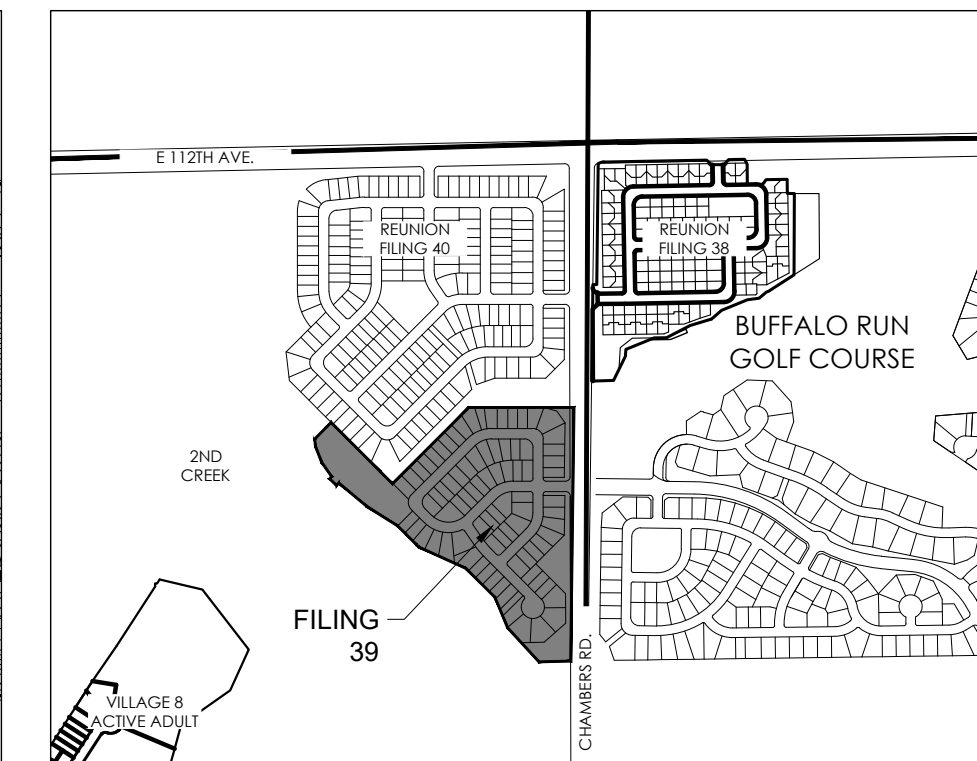 E 112TH AVE.
REUNION
FILING 40
REUNION
FILING 38
BUFFALO RUN
GOLF COURSE
2ND
CREEK
FILING
39
VILLAGE 8
ACTIVE ADULT
CHAMBERS RD.